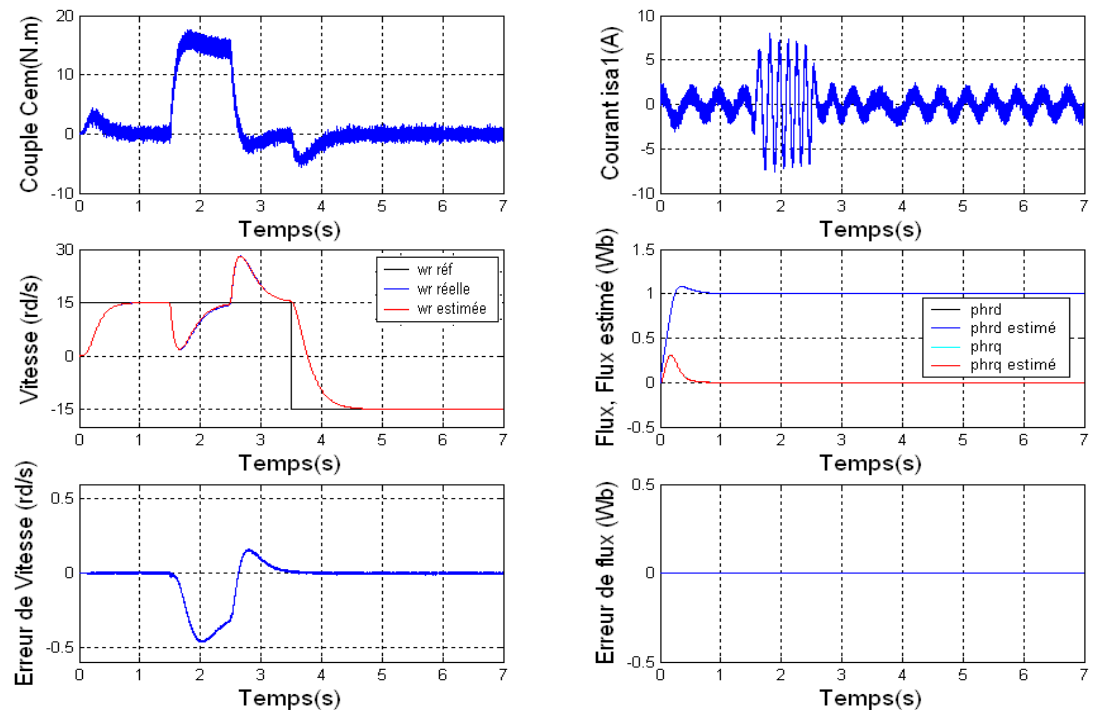 Couple Cem(N.m)
20
10
0
-10
0 1 2 3 4 5 6 7
Temps(s)
Courant Isa1(A)
10
5
0
-5
-10
0 1 2 3 4 5 6 7
Temps(s)
Vitesse (rd/s)
30
15
0
-15
wr réf
wr réelle
wr estimée
0 1 2 3 4 5 6 7
Temps(s)
Flux, Flux estimé (Wb)
1.5
1
0.5
0
-0.5
phrd
phrd estimé
phrq
phrq estimé
0 1 2 3 4 5 6 7
Temps(s)
Erreur de Vitesse (rd/s)
0.5
0
-0.5
0 1 2 3 4 5 6 7
Temps(s)
Erreur de flux (Wb)
0.5
0
-0.5
0 1 2 3 4 5 6 7
Temps(s)